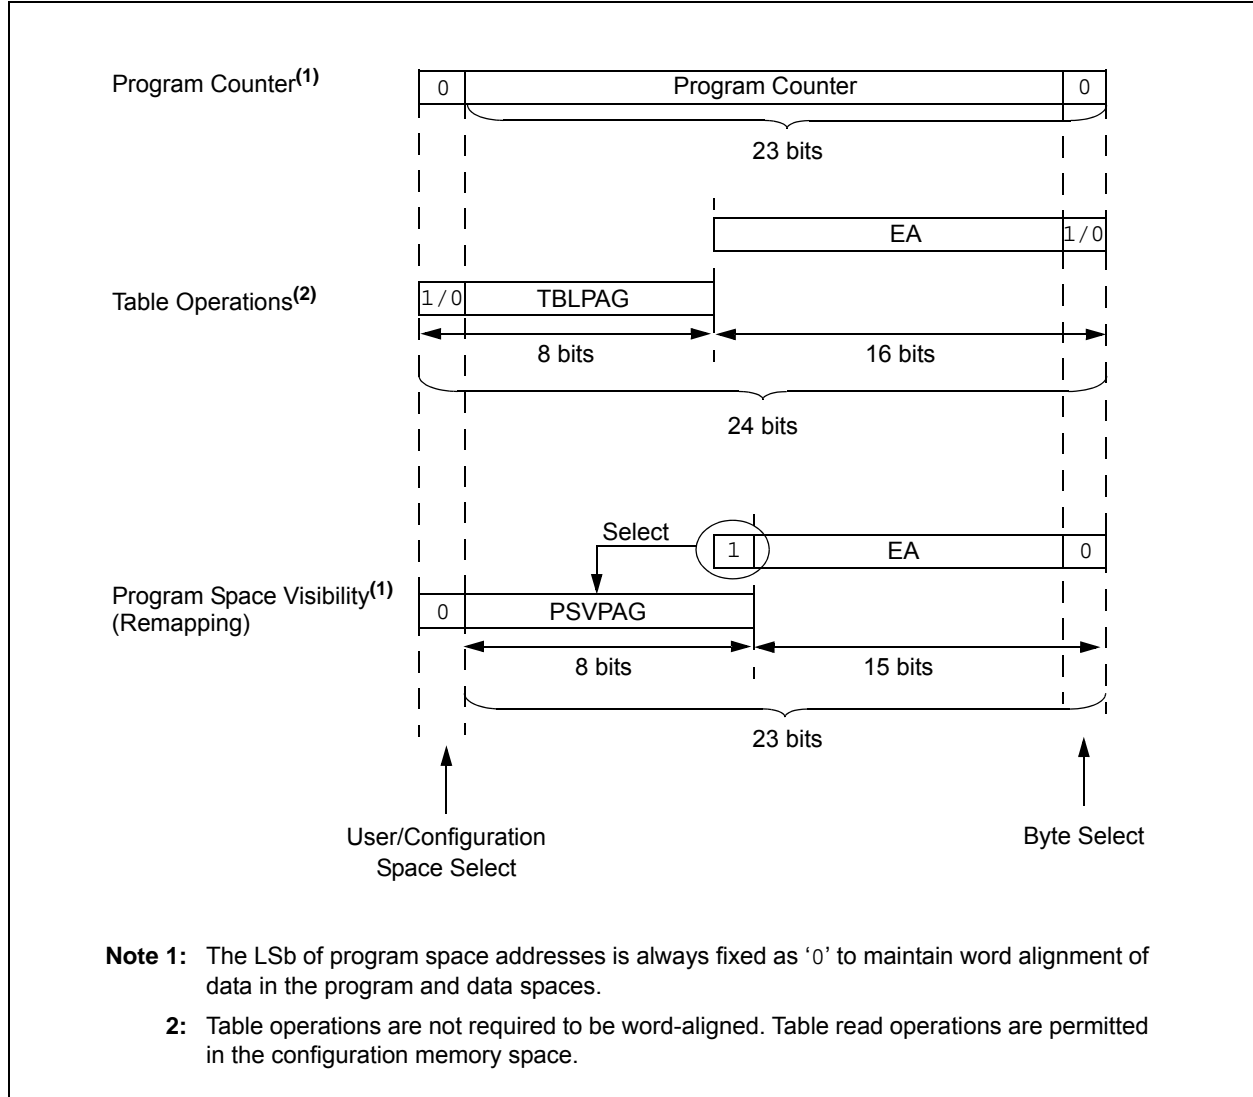 Program Counter(1)
0 Program Counter 0
23 bits
EA 1/0
Table Operations(2)
1/0 TBLPAG
8 bits 16 bits
24 bits
Select
1 EA 0
Program Space Visibility(1)
(Remapping)
0 PSVPAG
8 bits 15 bits
23 bits
User/Configuration
Space Select
Byte Select
Note 1: The LSb of program space addresses is always fixed as ‘0’ to maintain word alignment of
data in the program and data spaces.
2: Table operations are not required to be word-aligned. Table read operations are permitted
in the configuration memory space.